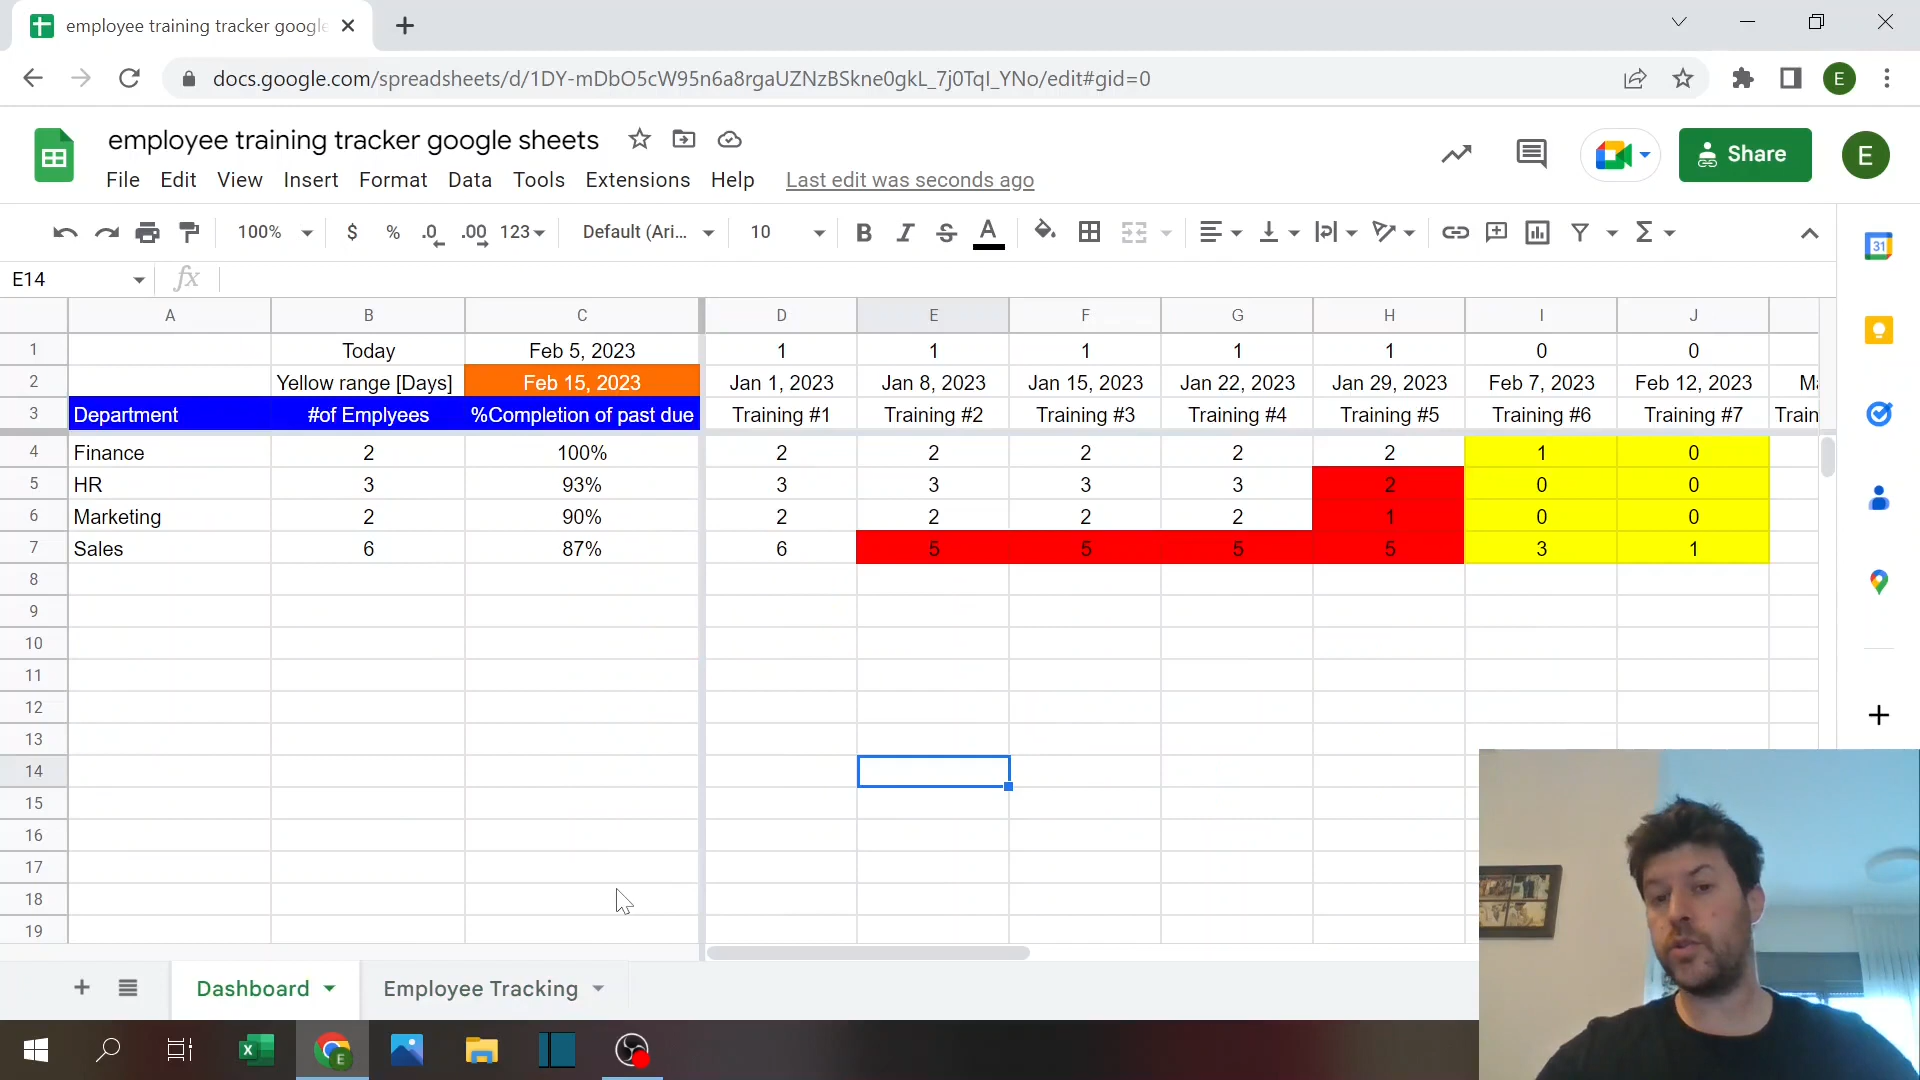 employee training tracker google
docs.google.com/spreadsheets/d/1DY-mDbO5cW95n6a8rgaUZNzBSkne0gkL_7j0TqI_YNo/edit#gid=0
E
employee training tracker google sheets
Share
E
File Edit View Insert Format Data Tools Extensions Help Last edit was seconds ago
100% $ % .0 .00 123 Default (Ari... 10 B I S A
31
E14 fx
A B C D E F G H I J
1 Today Feb 5, 2023 1 1 1 1 1 0 0
2 Yellow range [Days] Feb 15, 2023 Jan 1, 2023 Jan 8, 2023 Jan 15, 2023 Jan 22, 2023 Jan 29, 2023 Feb 7, 2023 Feb 12, 2023
3 Department #of Emplyees %Completion of past due Training #1 Training #2 Training #3 Training #4 Training #5 Training #6 Training #7 Train
4 Finance 2 100% 2 2 2 2 2 1 0
5 HR 3 93% 3 3 3 3 2 0 0
6 Marketing 2 90% 2 2 2 2 1 0 0
7 Sales 6 87% 6 5 5 5 5 3 1
8
9
10
11
12
13
14
15
16
17
18
19
Dashboard Employee Tracking
X E